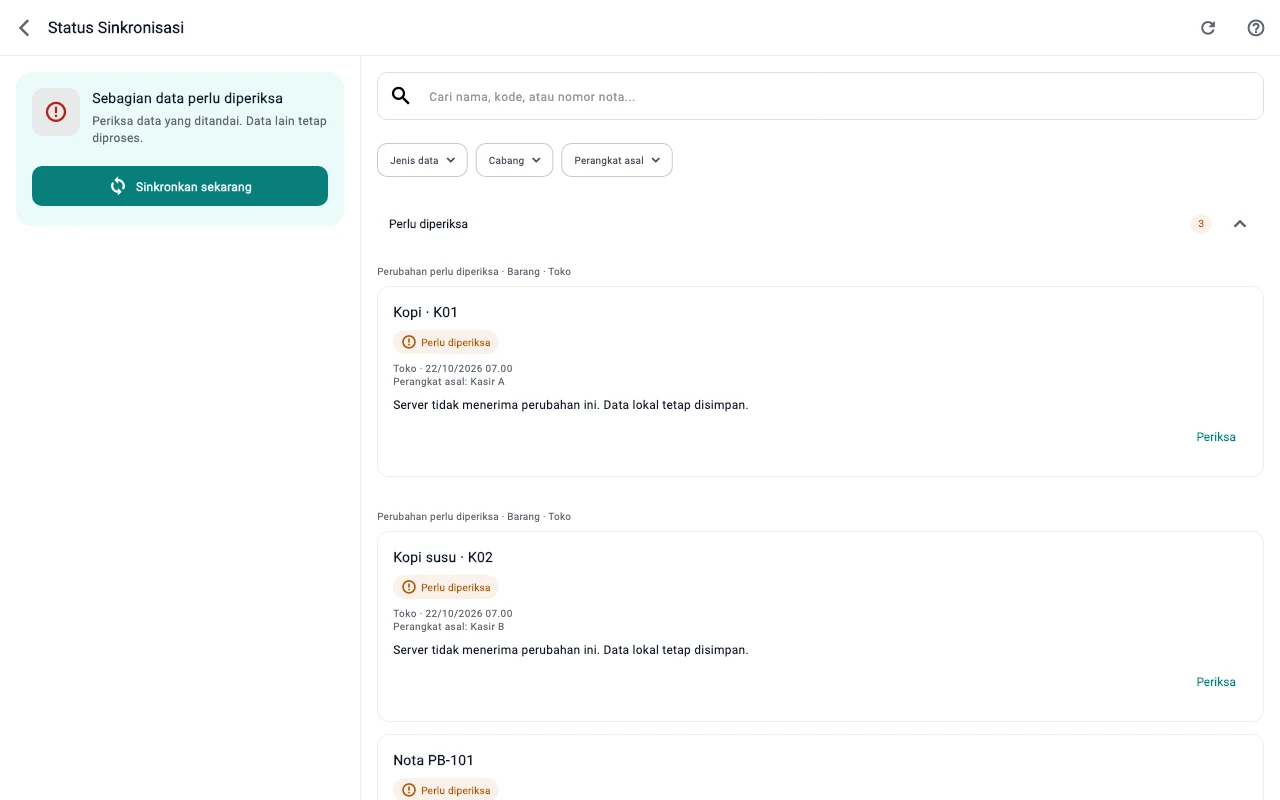 Status Sinkronisasi
Sebagian data perlu diperiksa
Periksa data yang ditandai. Data lain tetap
diproses.
Sinkronkan sekarang
Cari nama, kode, atau nomor nota...
Jenis data
Cabang
Perangkat asal
Perlu diperiksa
3
Perubahan perlu diperiksa · Barang · Toko
Kopi · K01
Perlu diperiksa
Toko · 22/10/2026 07.00
Perangkat asal: Kasir A
Server tidak menerima perubahan ini. Data lokal tetap disimpan.
Periksa
Perubahan perlu diperiksa · Barang · Toko
Kopi susu · K02
Perlu diperiksa
Toko · 22/10/2026 07.00
Perangkat asal: Kasir B
Server tidak menerima perubahan ini. Data lokal tetap disimpan.
Periksa
Nota PB-101
Perlu diperiksa